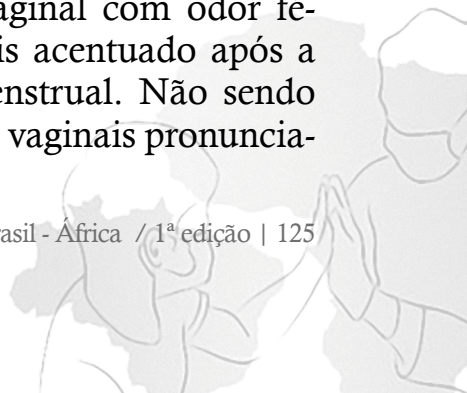 aginal com odor fe-
is acentuado após a
enstrual. Não sendo
vaginais pronuncia-
rasil - África / 1ª edição | 125